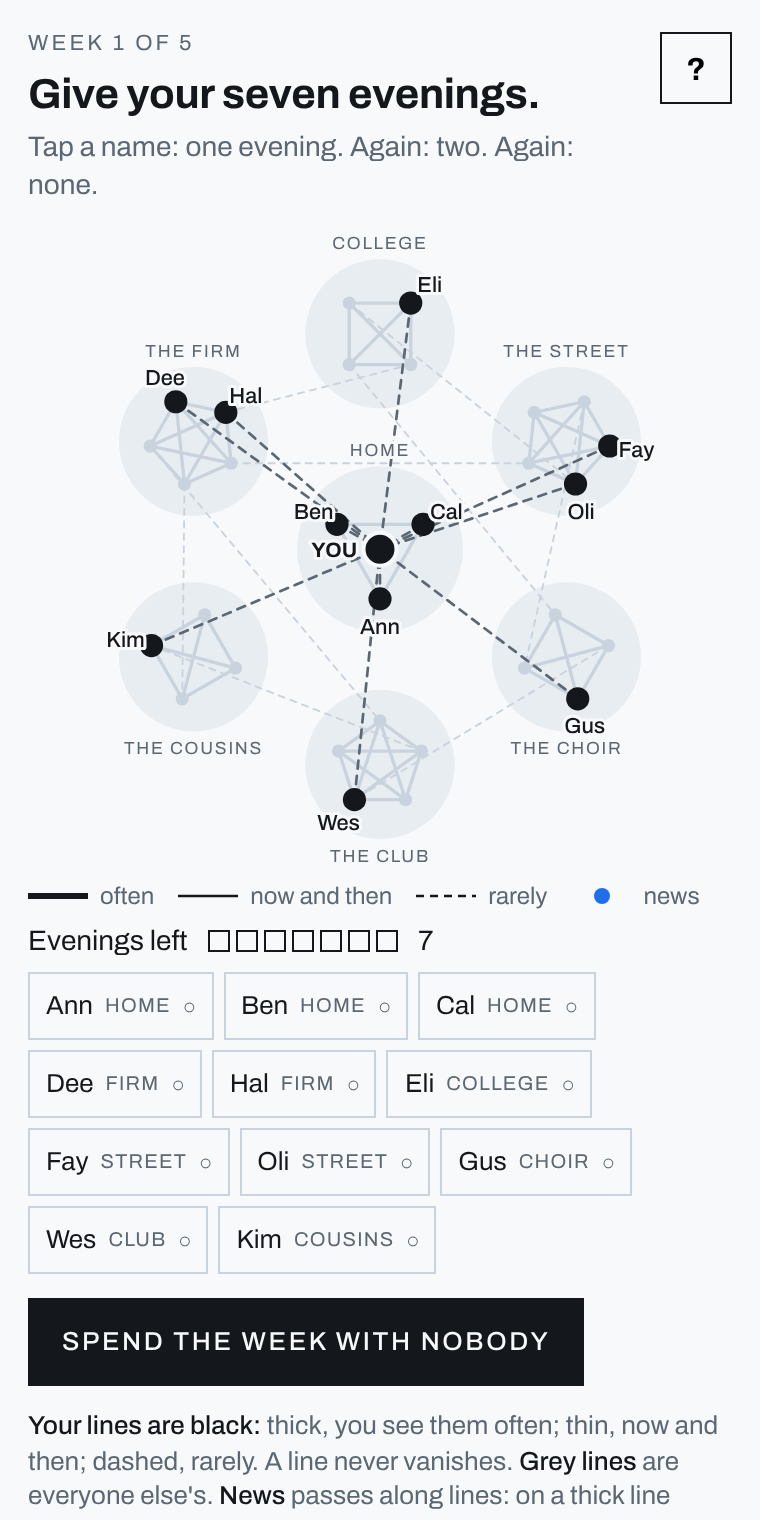 WEEK 1 OF 5
?
Give your seven evenings.
Tap a name: one evening. Again: two. Again:
none.
COLLEGE
Eli
THE FIRM
THE STREET
Dee
Hal
HOME
Fay
Ben
Cal
Oli
YOU
Ann
Kim
Gus
THE COUSINS
THE CHOIR
Wes
THE CLUB
often now and then rarely news
Evenings left 7
Ann HOME Ben HOME Cal HOME
Dee FIRM Hal FIRM Eli COLLEGE
Fay STREET Oli STREET Gus CHOIR
Wes CLUB Kim COUSINS
SPEND THE WEEK WITH NOBODY
Your lines are black: thick, you see them often; thin, now and
then; dashed, rarely. A line never vanishes. Grey lines are
everyone else's. News passes along lines: on a thick line